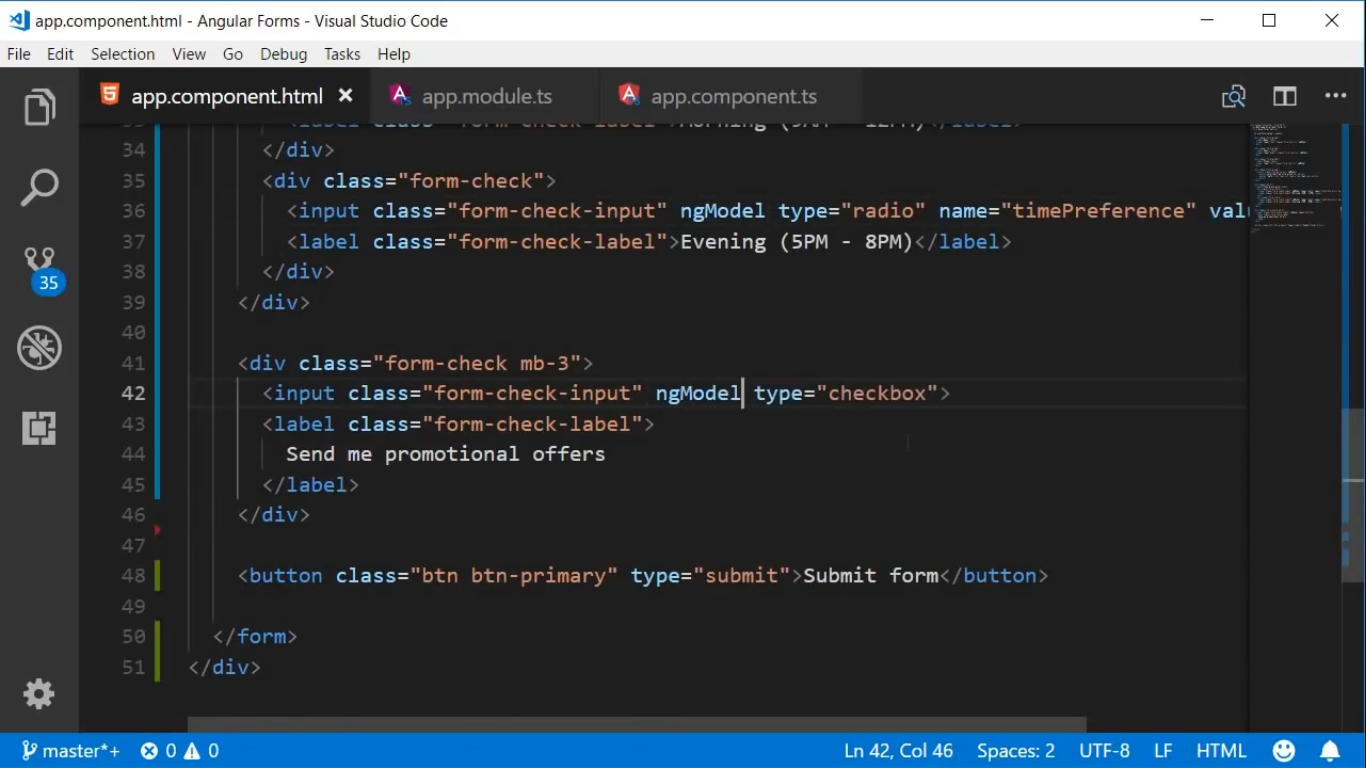 app.component.html - Angular Forms - Visual Studio Code
File Edit Selection View Go Debug Tasks Help
app.component.html app.module.ts app.component.ts
34 </div>
35 <div class="form-check">
36 <input class="form-check-input" ngModel type="radio" name="timePreference" val
37 <label class="form-check-label">Evening (5PM - 8PM)</label>
38 </div>
39 </div>
40
41 <div class="form-check mb-3">
42 <input class="form-check-input" ngModel type="checkbox">
43 <label class="form-check-label">
44 Send me promotional offers
45 </label>
46 </div>
47
48 <button class="btn btn-primary" type="submit">Submit form</button>
49
50 </form>
51 </div>
35
master*+ 0 0 Ln 42, Col 46 Spaces: 2 UTF-8 LF HTML